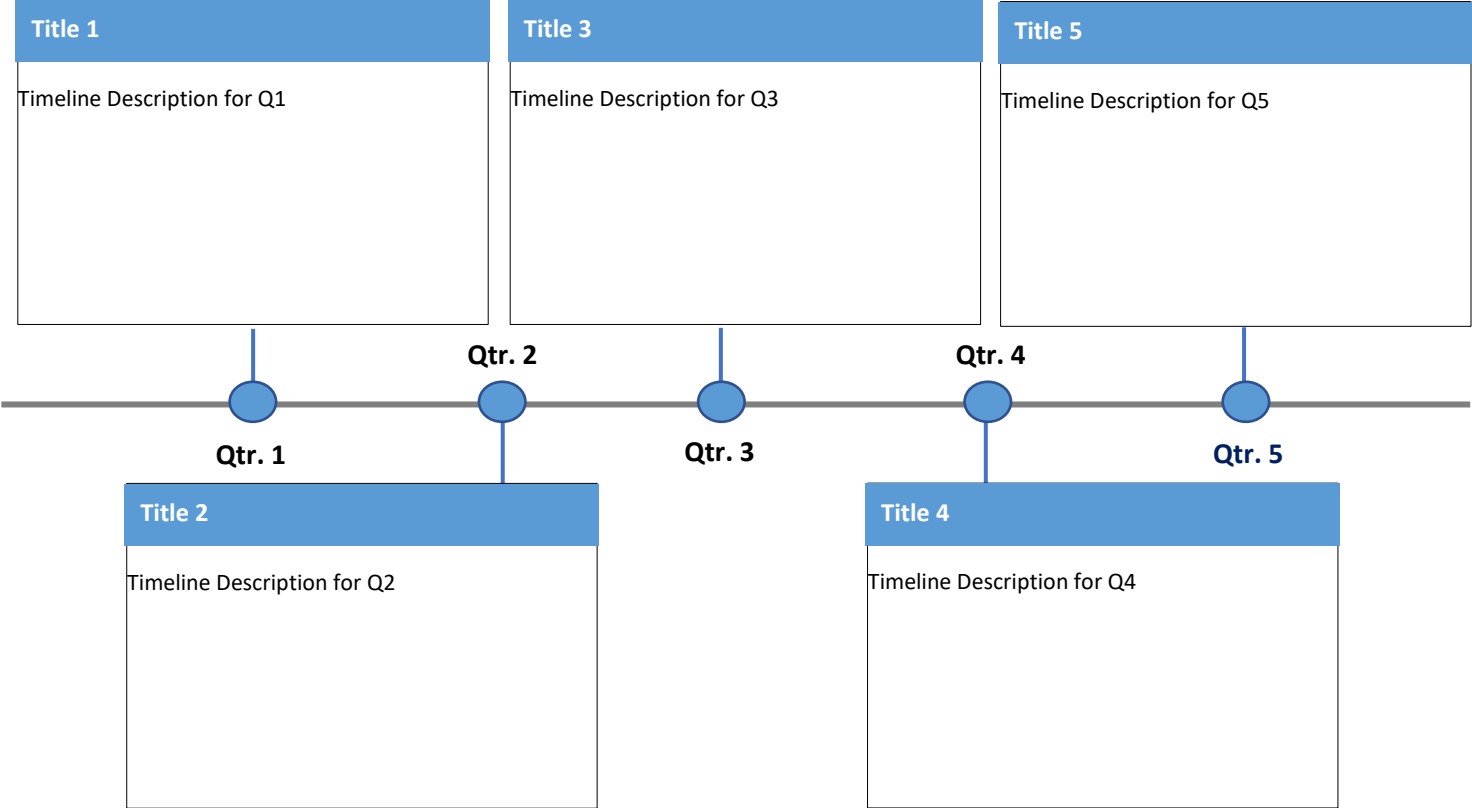 Title 1
Title 3
Title 5
Timeline Description for Q1
Timeline Description for Q3
Timeline Description for Q5
Qtr. 2
Qtr. 4
Qtr. 1
Qtr. 3
Qtr. 5
Title 2
Title 4
Timeline Description for Q2
Timeline Description for Q4